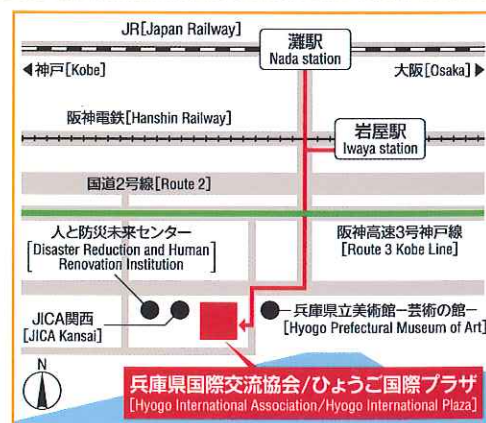 JR[Japan Railway]
灘駅
Nada station
神戸[Kobe]
大阪[Osaka]
阪神電鉄[Hanshin Railway]
岩屋駅
Iwaya station
国道2号線[Route 2]
人と防災未来センター
[Disaster Reduction and Human
Renovation Institution]
阪神高速3号神戸線
[Route 3 Kobe Line]
JICA関西
[JICA Kansai]
兵庫県立美術館ー芸術の館ー
[Hyogo Prefectural Museum of Art]
N
兵庫県国際交流協会/ひょうご国際プラザ
[Hyogo International Association/Hyogo International Plaza]